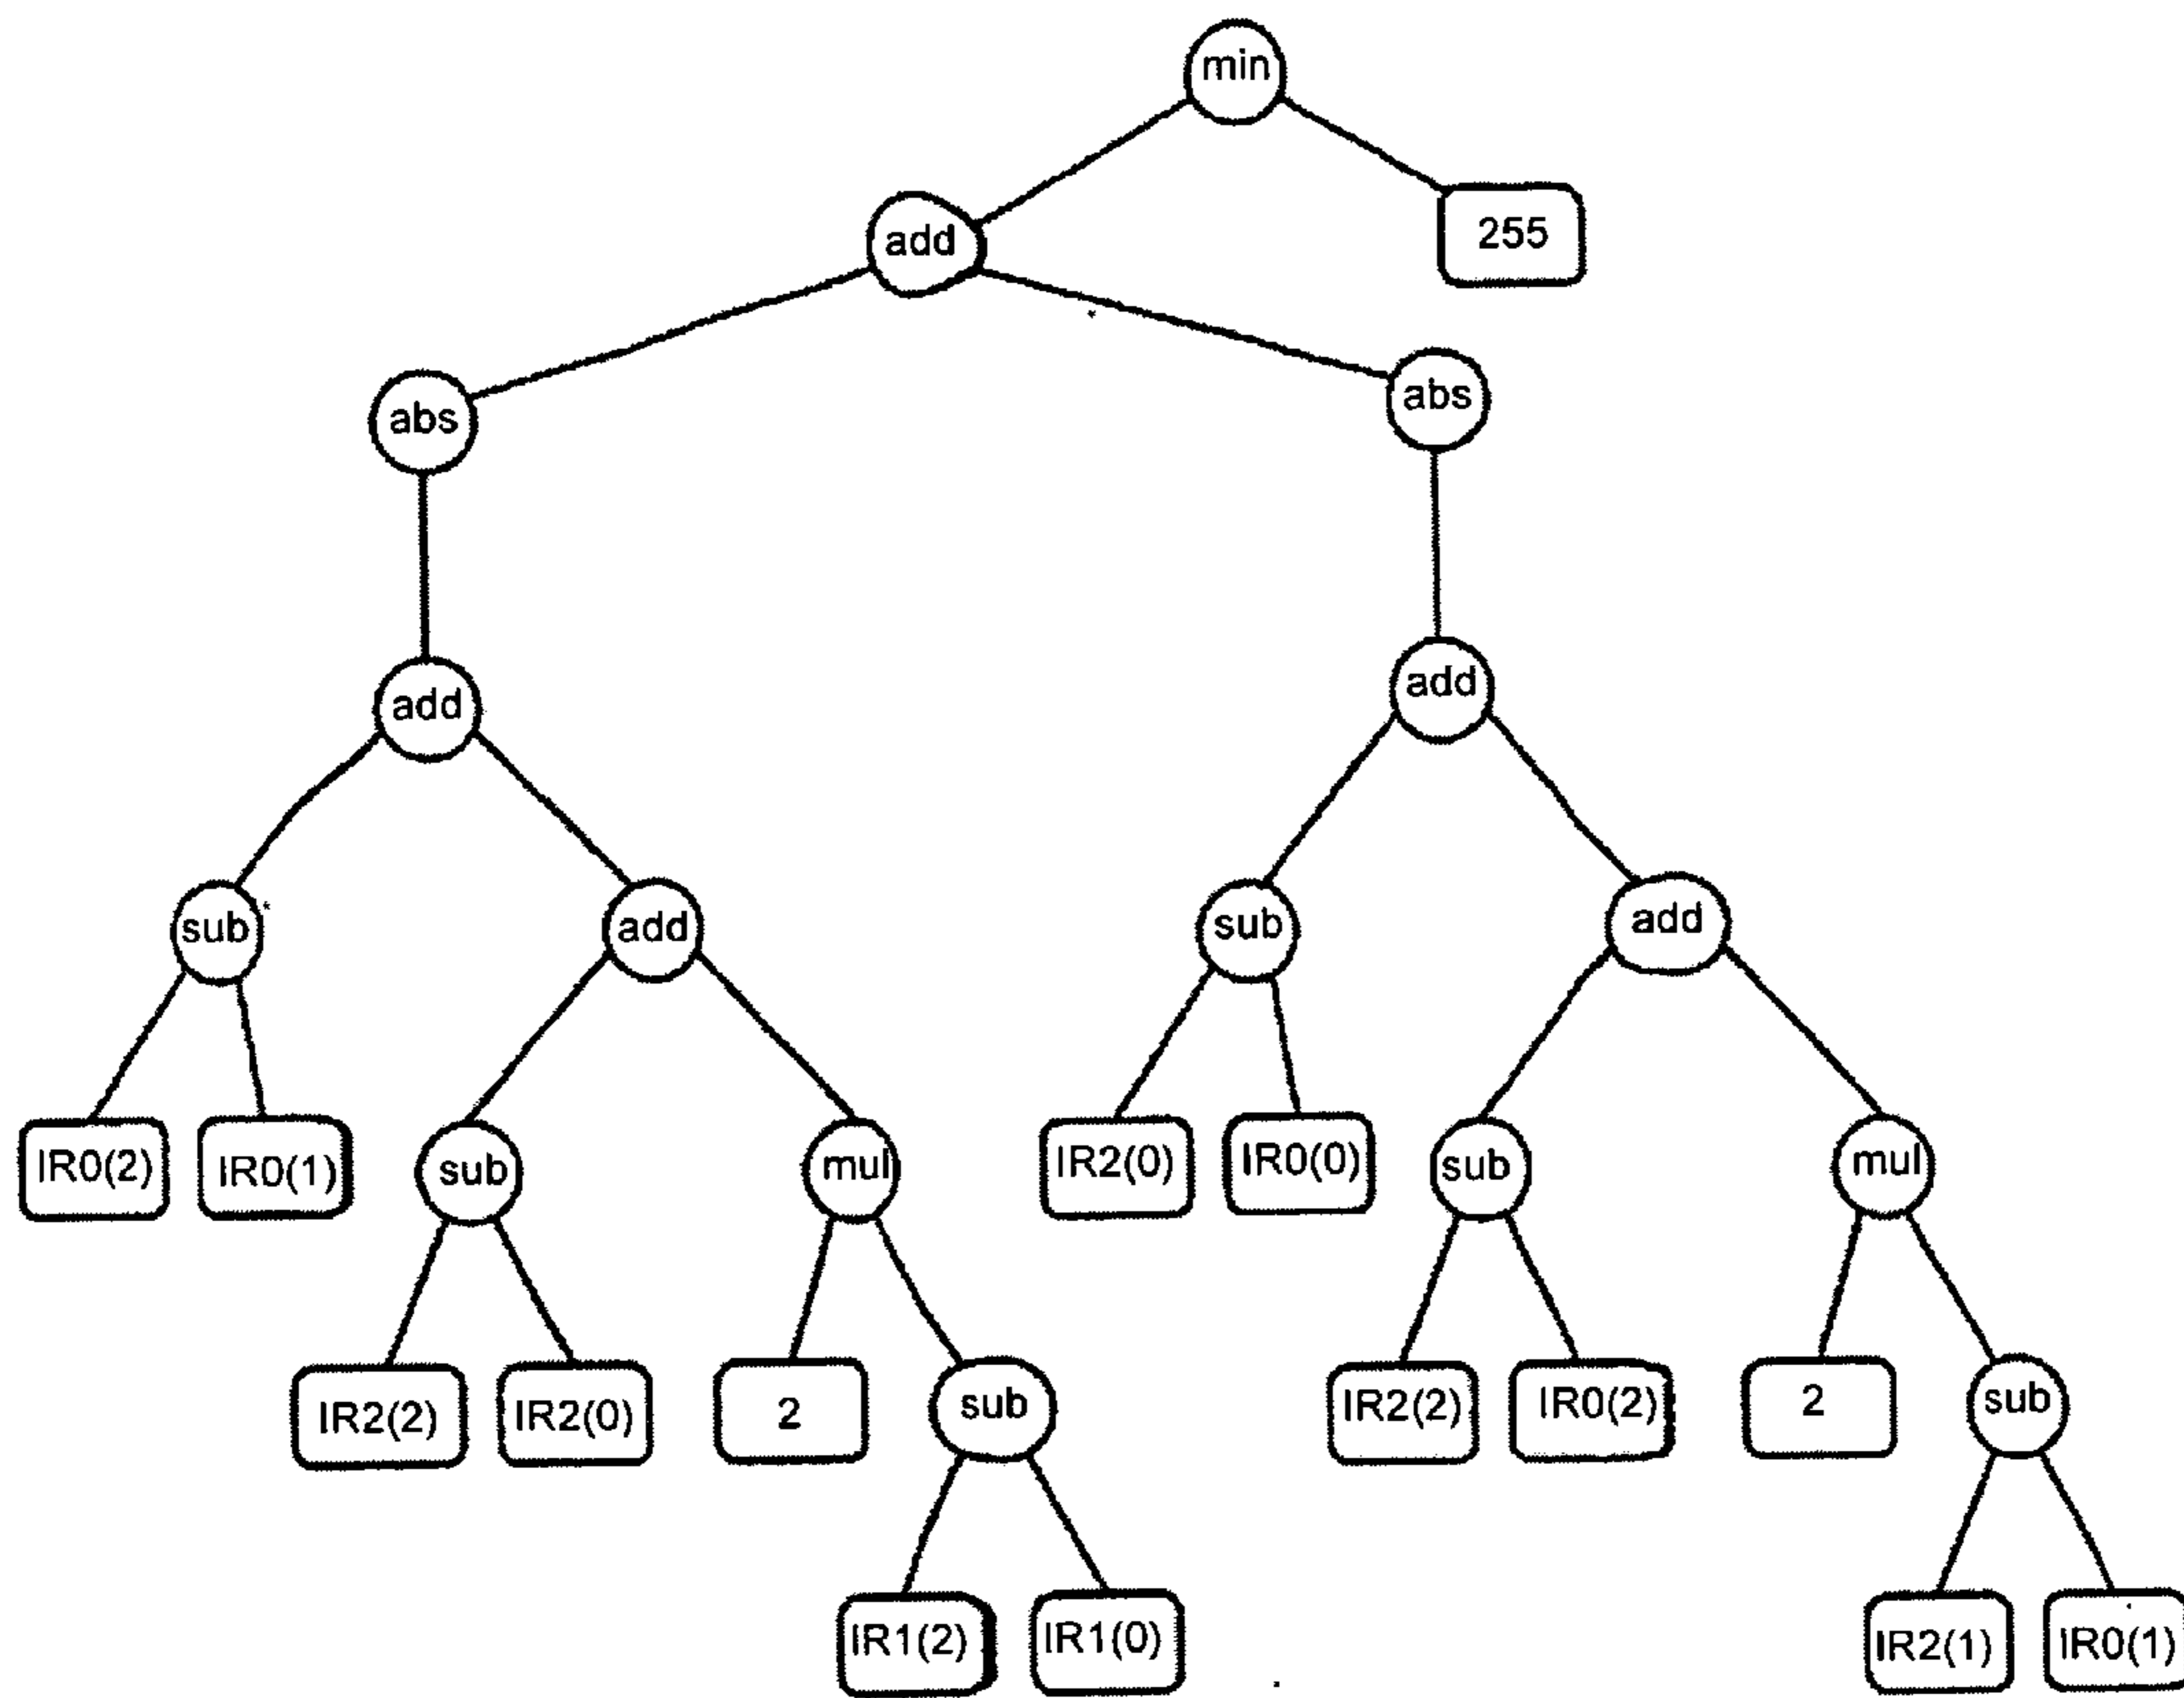 min
add
255
abs
abs
add
add
sub
add
sub
add
IR0(2)
IR0(1)
sub
mul
IR2(0)
IR0(0)
sub
mul
IR2(2)
IR2(0)
2
sub
IR2(2)
IR0(2)
2
sub
IR1(2)
IR1(0)
IR2(1)
IR0(1)